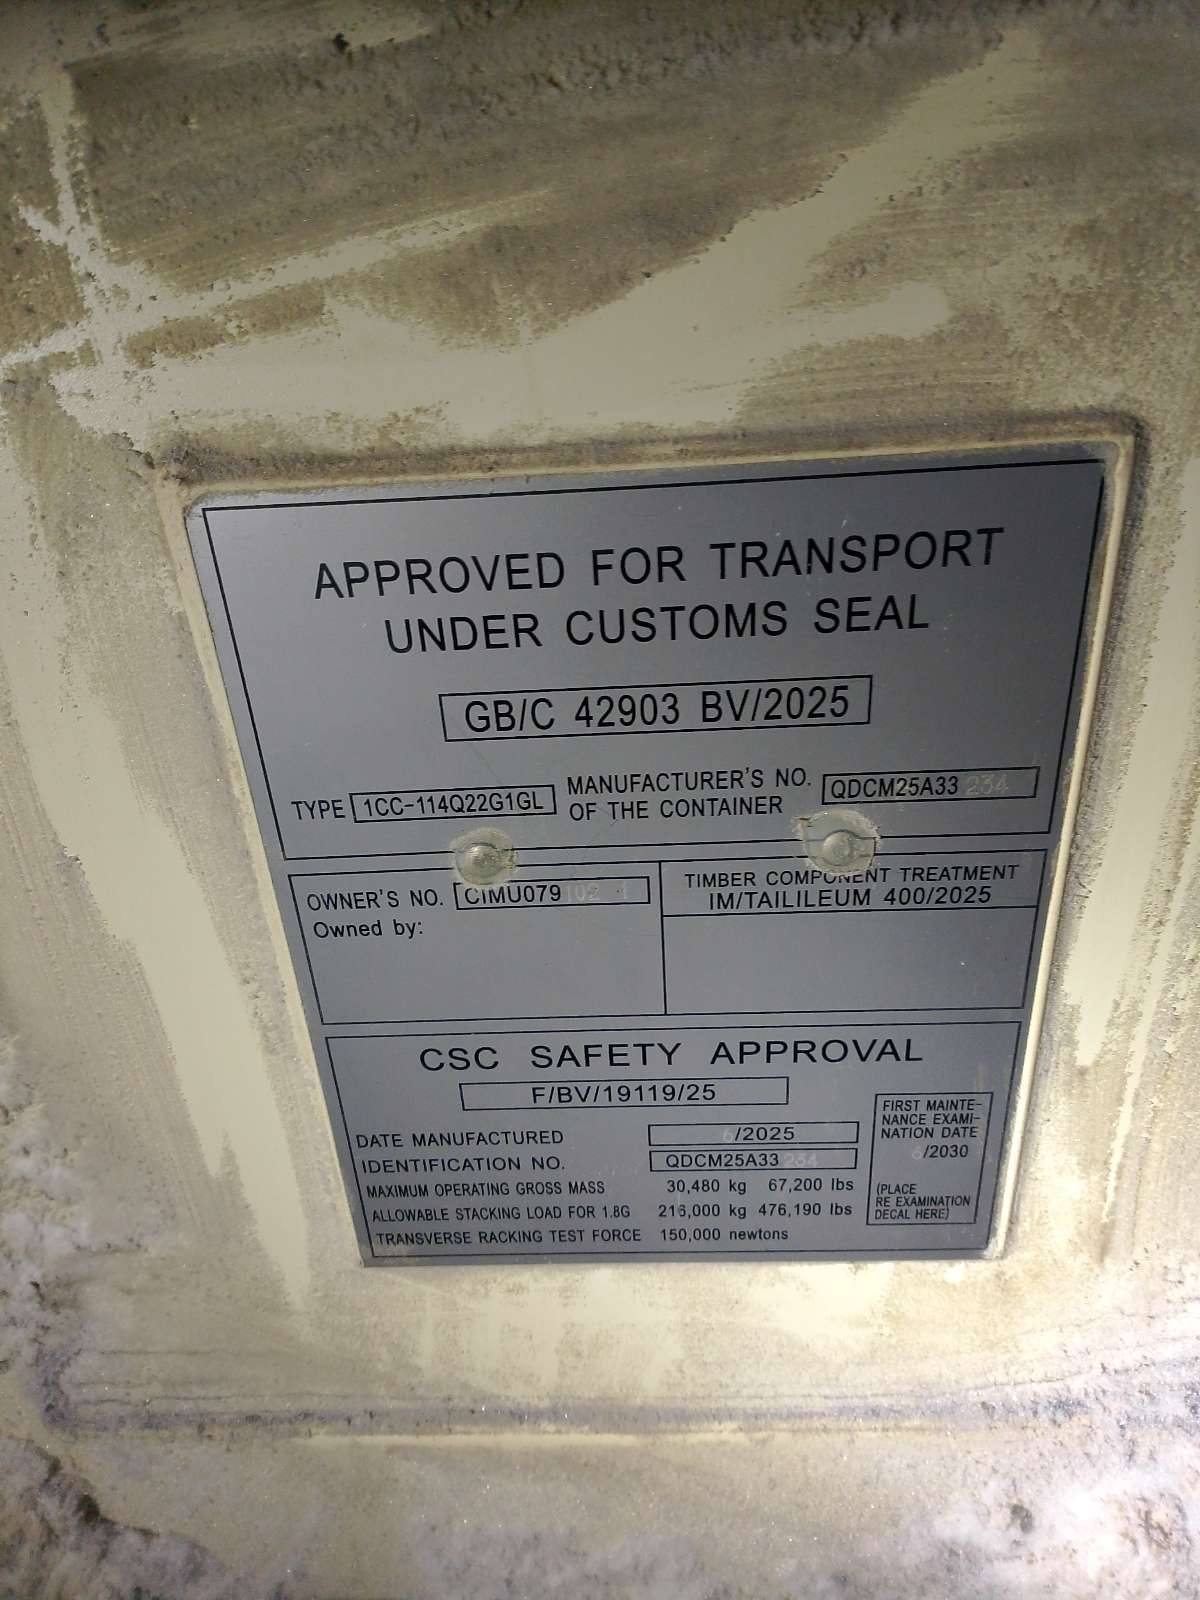 APPROVED FOR TRANSPORT
UNDER CUSTOMS SEAL
GB/C 42903 BV/2025
TYPE 1CC-114Q22G1GL MANUFACTURER'S NO. OF THE CONTAINER QDCM25A33234
OWNER'S NO.
Owned by:
TIMBER COMPONENT TREATMENT
IM/TAILILEUM 400/2025
CSC SAFETY APPROVAL
F/BV/19119/25
DATE MANUFACTURED 6/2025
IDENTIFICATION NO. QDCM25A33234
MAXIMUM OPERATING GROSS MASS 30,480 kg 67,200 lbs
ALLOWABLE STACKING LOAD FOR 1.8G 216,000 kg 476,190 lbs
TRANSVERSE RACKING TEST FORCE 150,000 newtons
FIRST MAINTE-
NANCE EXAMI-
NATION DATE
6/2030
(PLACE
RE EXAMINATION
DECAL HERE)